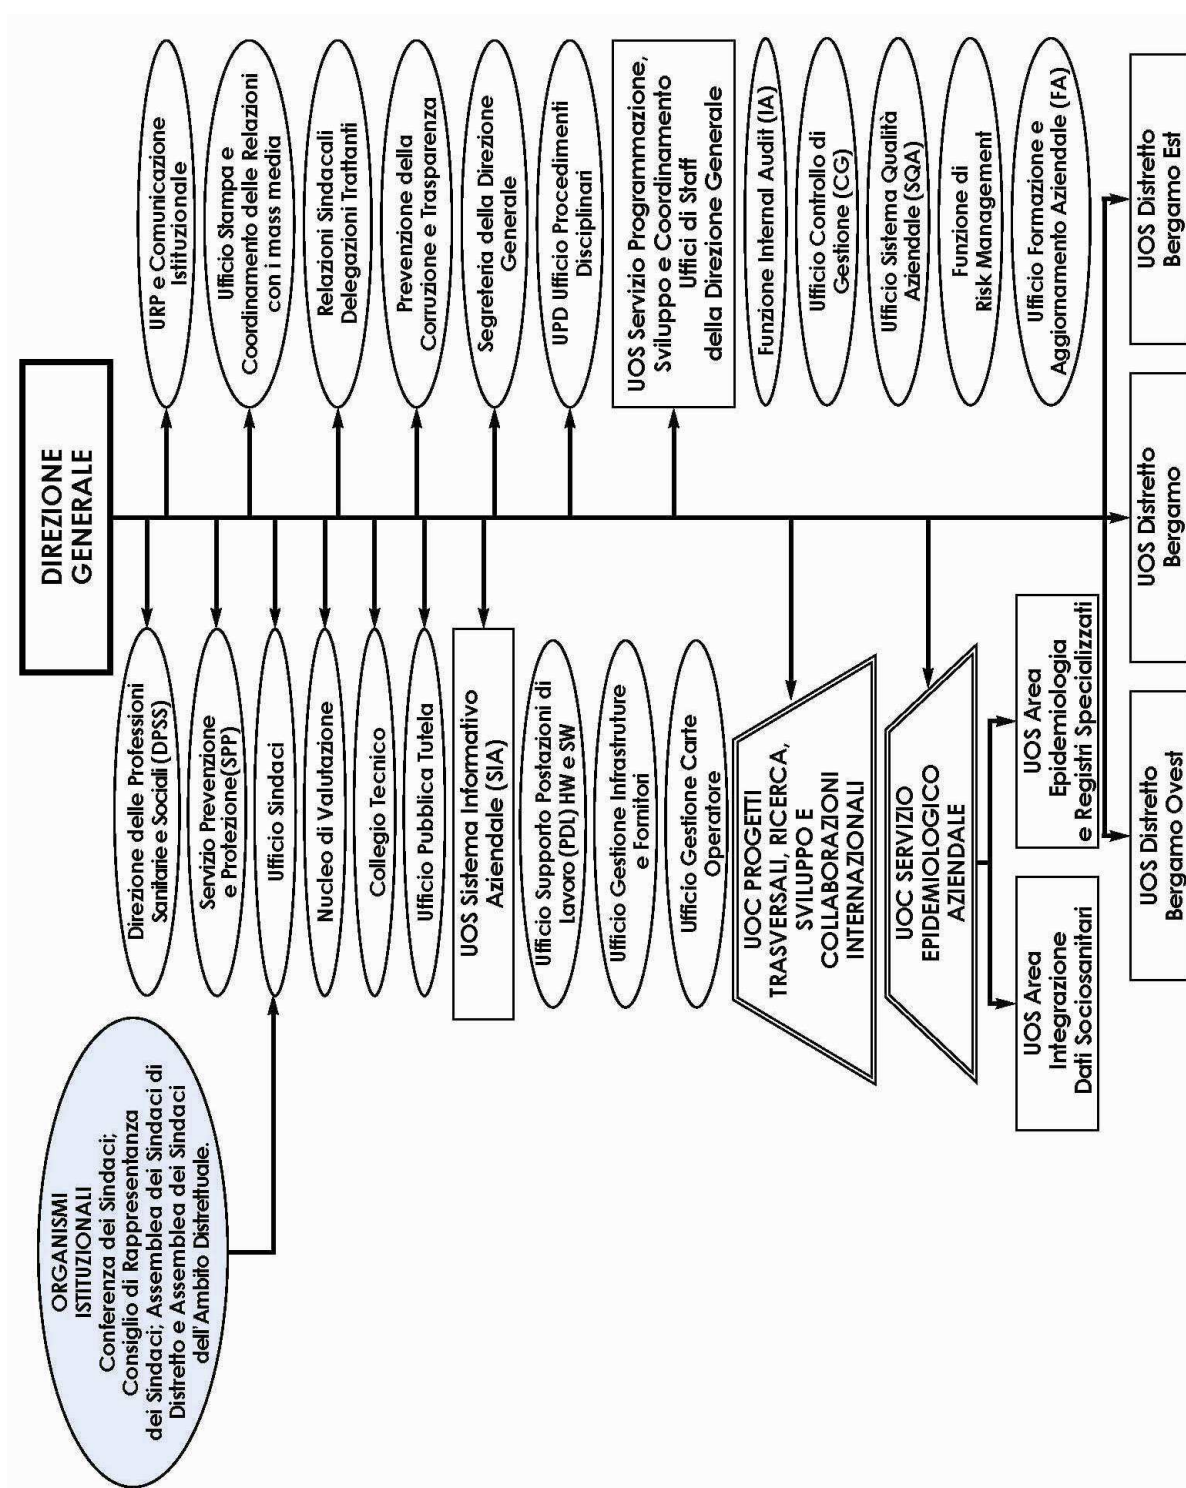 DIREZIONE
GENERALE
ORGANISMI
ISTITUZIONALI
Conferenza dei Sindaci;
Consiglio di Rappresentanza
dei Sindaci; Assemblea dei Sindaci di
Distretto e Assemblea dei Sindaci
dell'Ambito Distrettuale.
Direzione delle Professioni
Sanitarie e Sociali (DPSS)
Servizio Prevenzione
e Protezione(SPP)
Ufficio Sindaci
Nucleo di Valutazione
Collegio Tecnico
Ufficio Pubblica Tutela
UOS Sistema Informativo
Aziendale (SIA)
Ufficio Supporto Postazioni di
Lavoro (PDL) HW e SW
Ufficio Gestione Infrastruture
e Fornitori
Ufficio Gestione Carte
Operatore
UOC PROGETTI
TRASVERSALI, RICERCA,
SVILUPPO E
COLLABORAZIONI
INTERNAZIONALI
UOC SERVIZIO
EPIDEMIOLOGICO
AZIENDALE
UOS Area
Integrazione
Dati Sociosanitari
UOS Area
Epidemiologia
e Registri Specializzati
URP e Comunicazione
Istituzionale
Ufficio Stampa e
Coordinamento delle Relazioni
con i mass media
Relazioni Sindacali
Delegazioni Trattanti
Prevenzione della
Corruzione e Trasparenza
Segreteria della Direzione
Generale
UPD Ufficio Procedimenti
Disciplinari
UOS Servizio Programmazione,
Sviluppo e Coordinamento
Uffici di Staff
della Direzione Generale
Funzione Internal Audit (IA)
Ufficio Controllo di
Gestione (CG)
Ufficio Sistema Qualità
Aziendale (SQA)
Funzione di
Risk Management
Ufficio Formazione e
Aggiornamento Aziendale (FA)
UOS Distretto
Bergamo Ovest
UOS Distretto
Bergamo
UOS Distretto
Bergamo Est